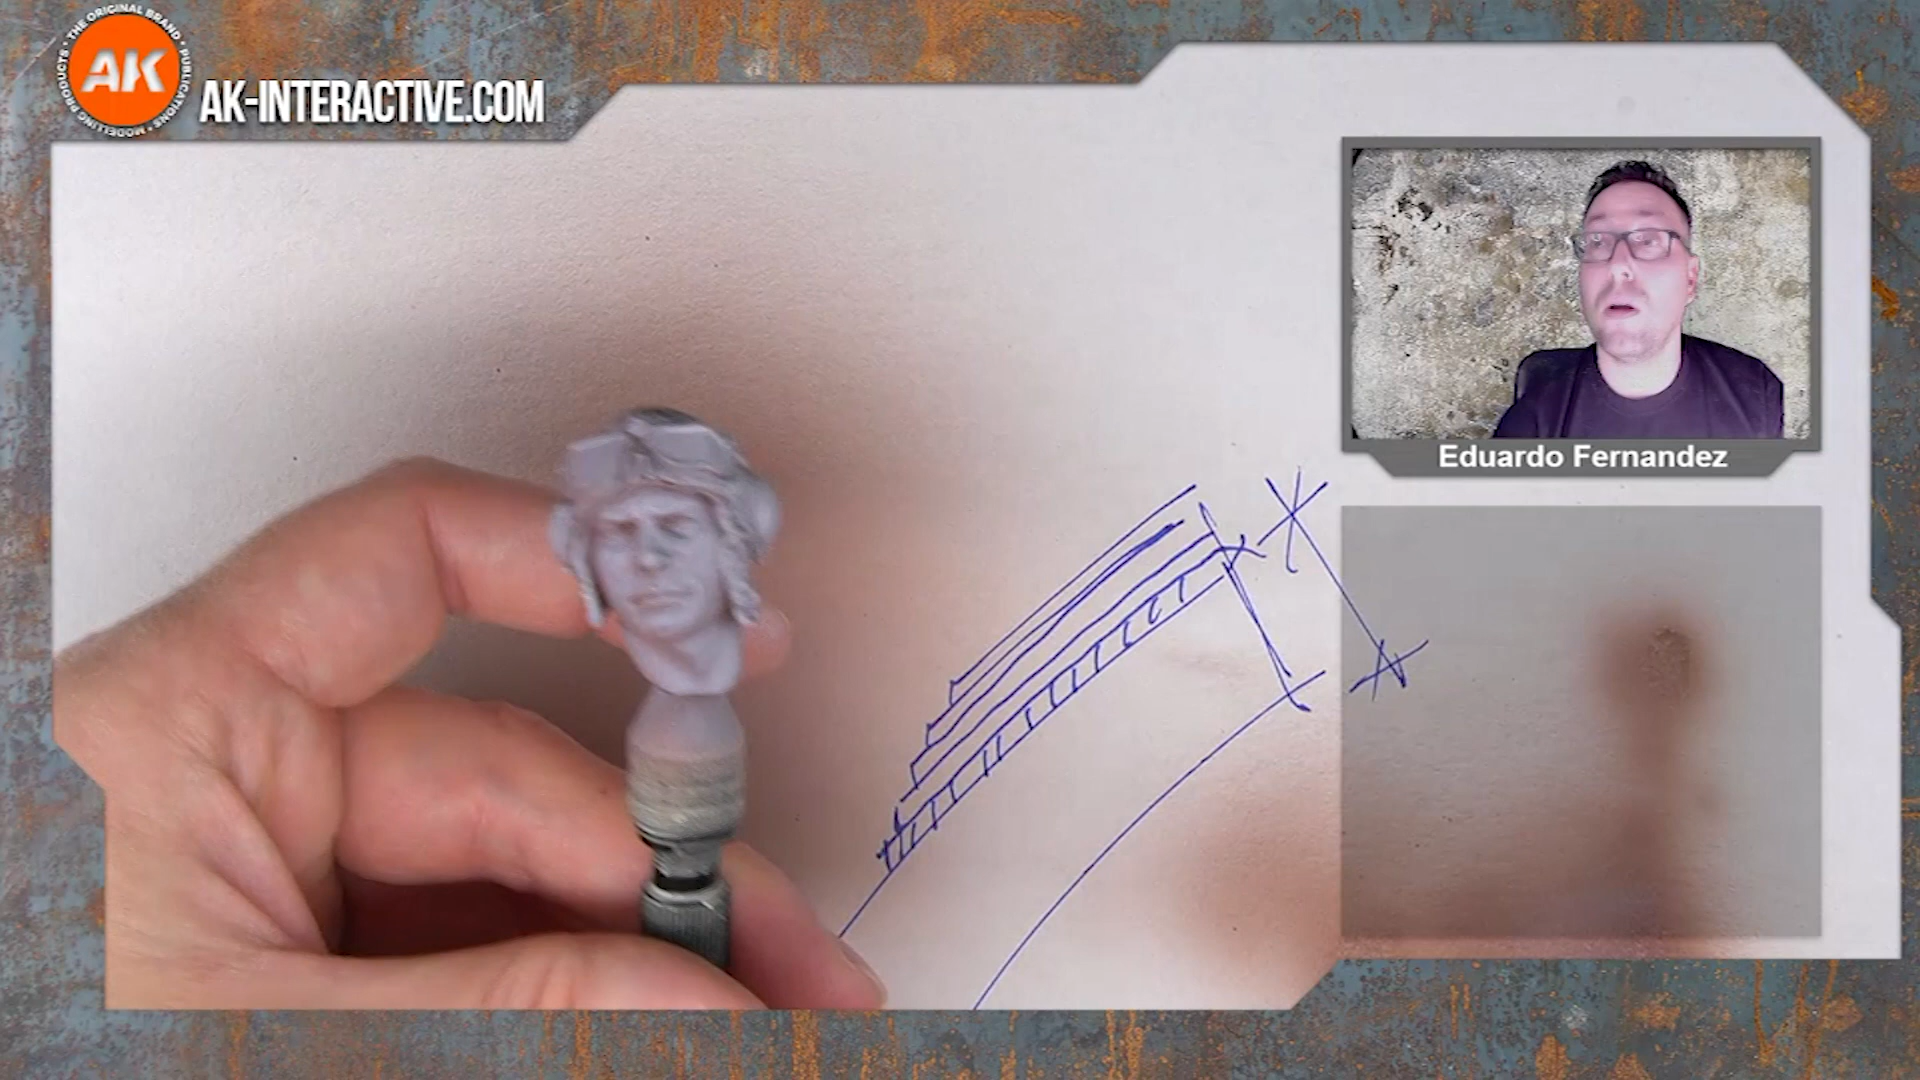 THE ORIGINAL BRAND • PUBLICATIONS • MODELLING PRODUCTS •
AK
AK-INTERACTIVE.COM
Eduardo Fernandez